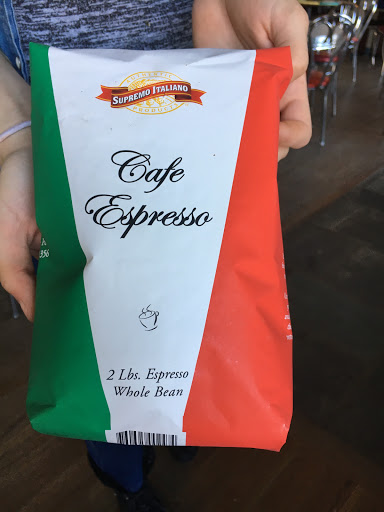 SUPREMO ITALIANO
Cafe
Espresso
2 Lbs. Espresso
Whole Bean